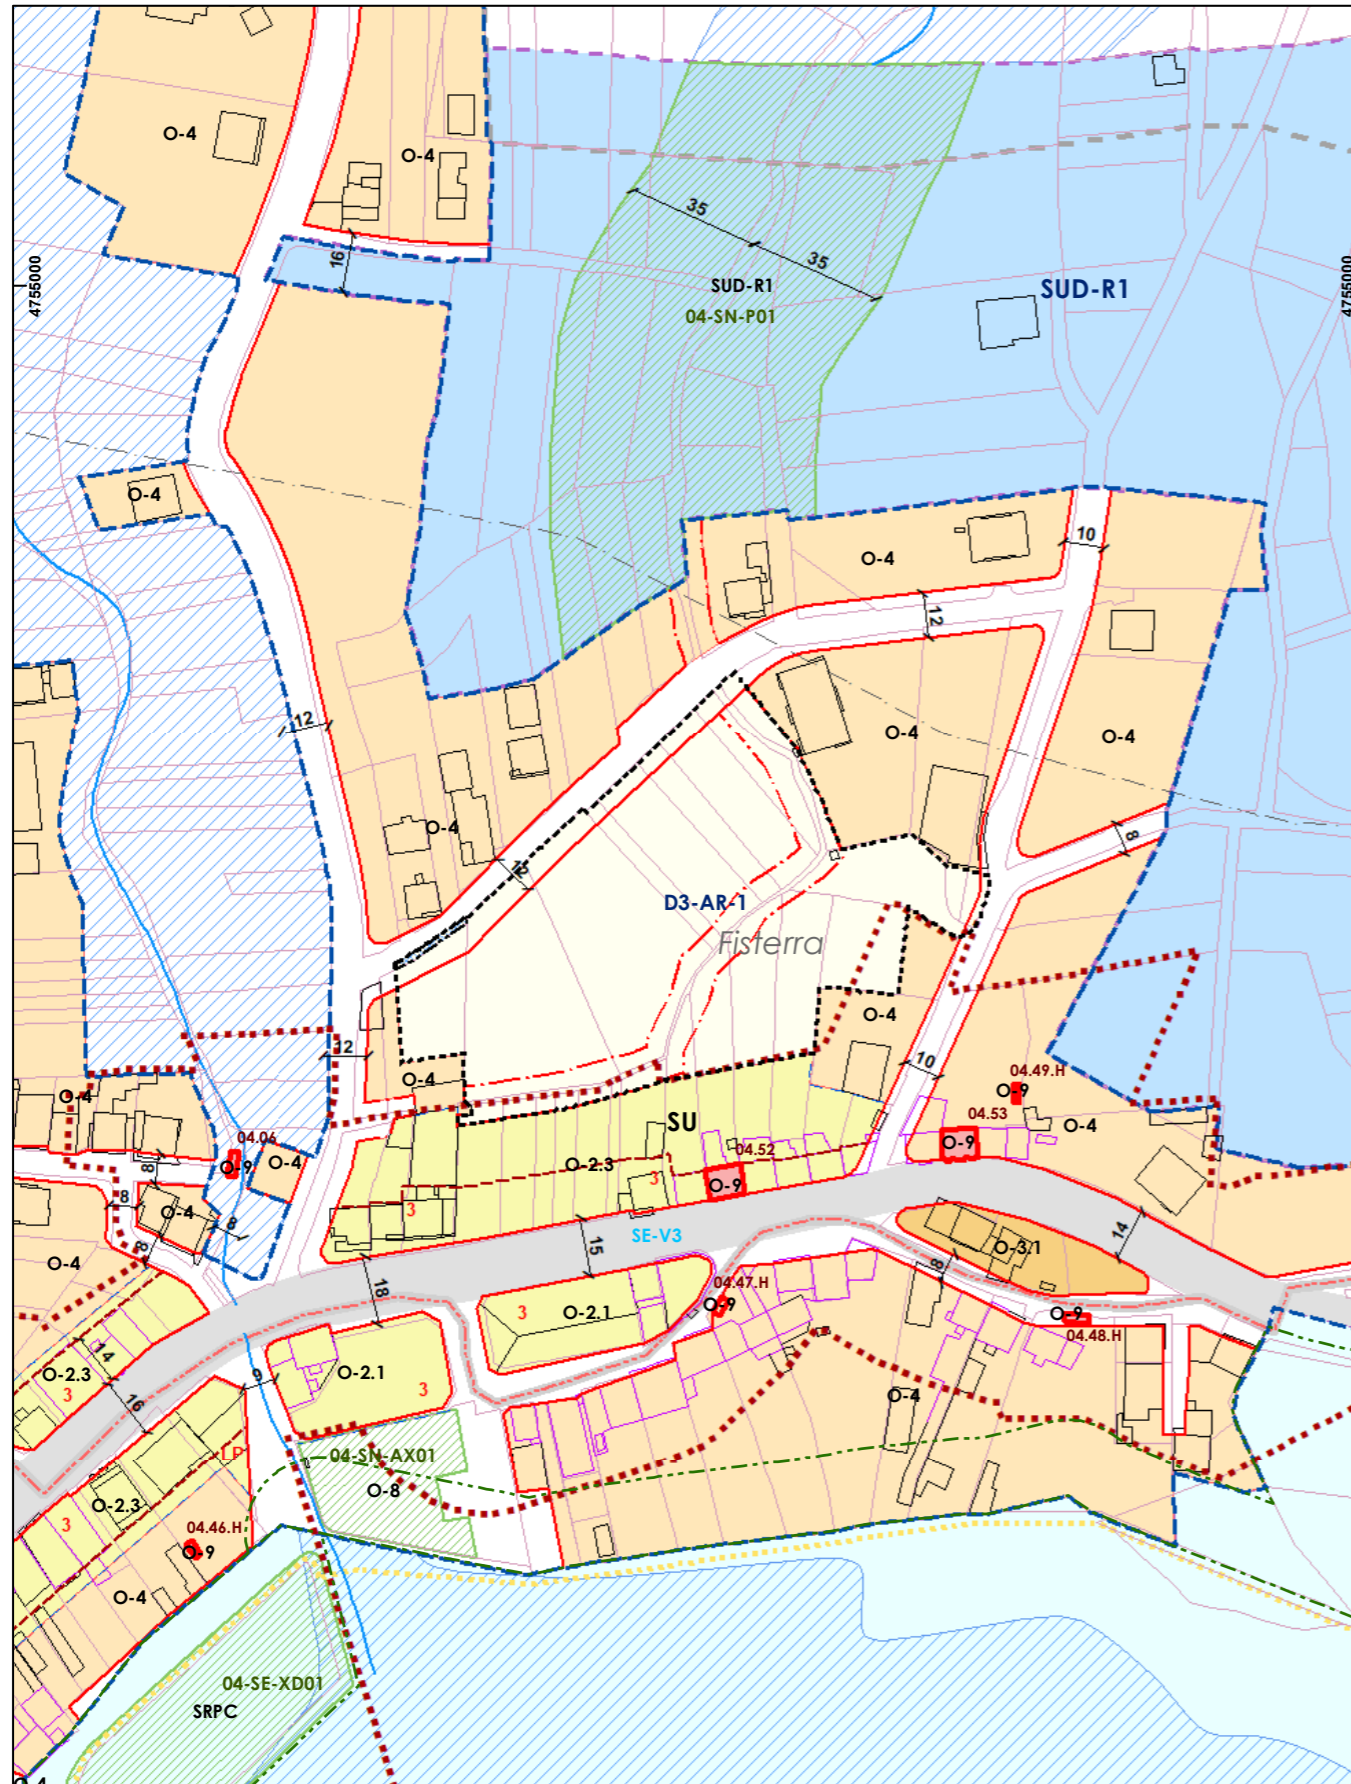 O-4
O-4
35
35
16
4755000
4755000
SUD-R1
SUD-R1
04-SN-P01
O-4
10
O-4
12
12
O-4
O-4
8
O-4
12
D3-AR-1
Fisterra
O-4
12
10
O-4
O-4
04.49.H
O-9
04.53
O-4
SU
04.06
O-9
O-4
8
04.52
O-9
O-2.3
3
O-9
8
O-4
8
3
8
O-4
SE-V3
15
14
O-3.1
8
18
04.47.H
O-9
3
O-2.1
O-9
04.48.H
14
O-2.3
3
9
O-2.1
3
16
O-4
LP
04-SN-AX01
O-8
O-2.3
3
04.46.H
O-9
O-4
04-SE-XD01
SRPC
O-4